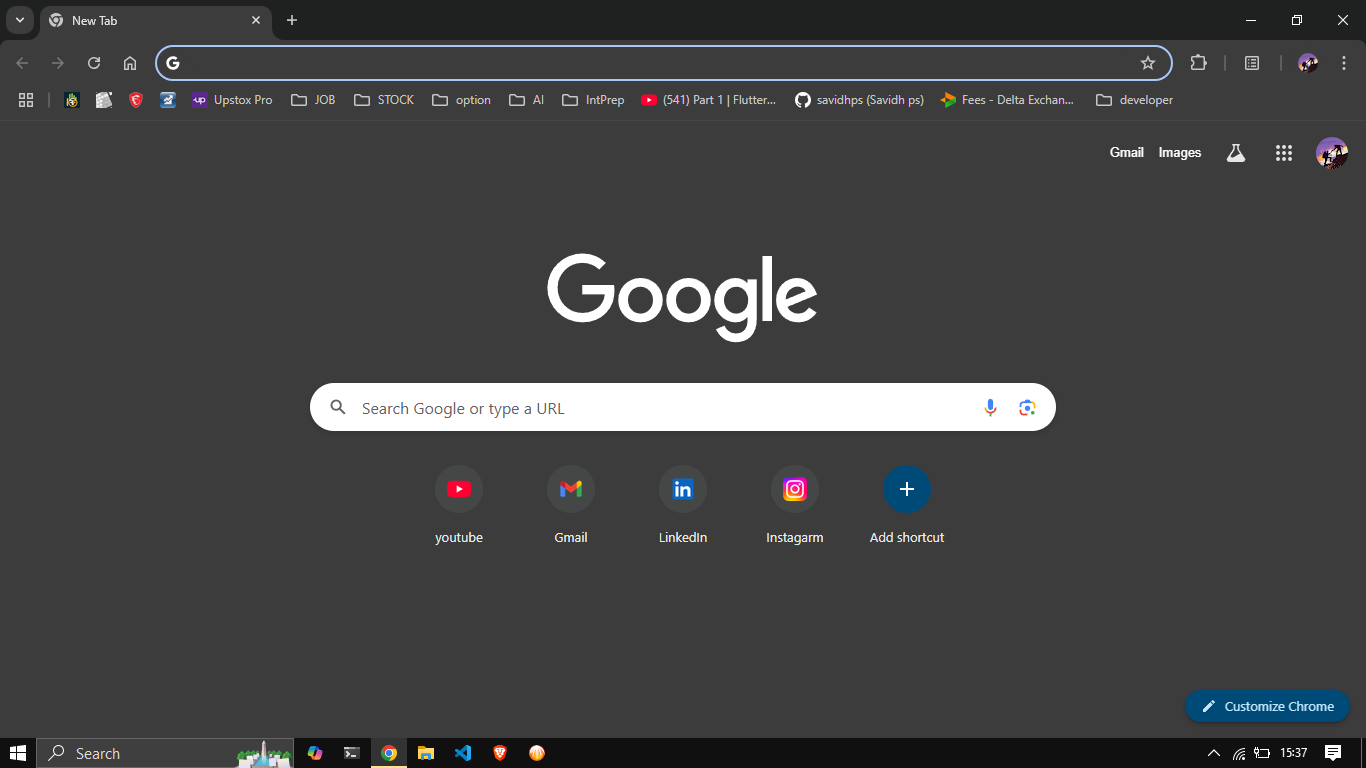 New Tab
Upstox Pro JOB STOCK option AI IntPrep (541) Part 1 | Flutter... savidhps (Savidh ps) Fees - Delta Exchan... developer
Gmail Images
Google
Search Google or type a URL
youtube Gmail LinkedIn Instagarm Add shortcut
Customize Chrome
Search 15:37